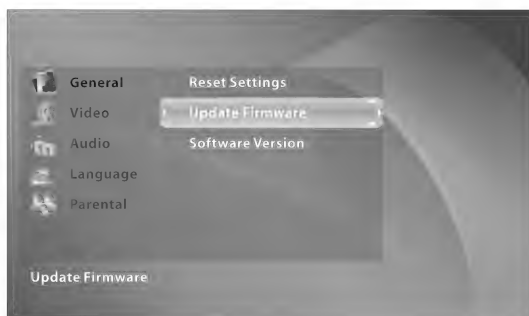 General
Video
Audio
Language
Parental
Reset Settings
Update Firmware
Software Version
Update Firmware